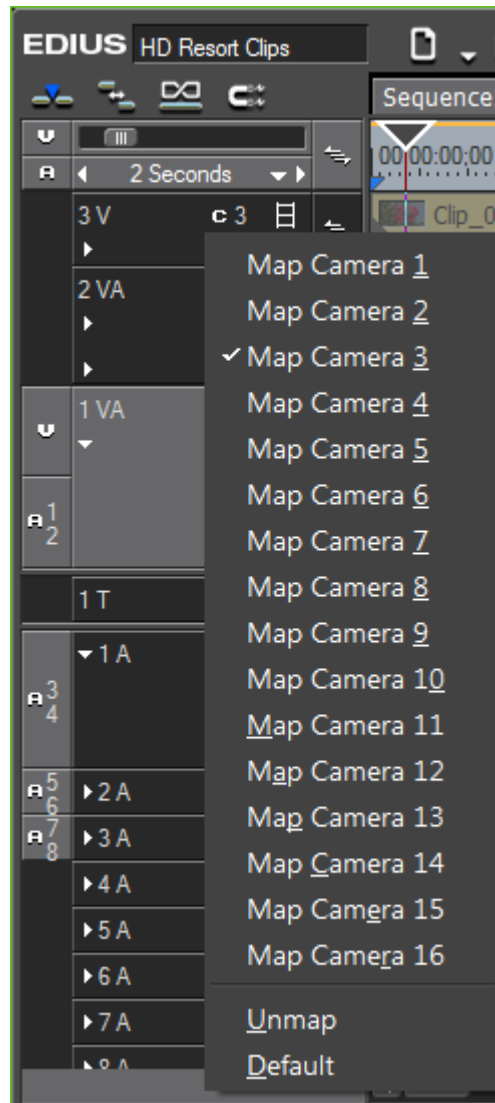 EDIUS HD Resort Clips
Sequence
V
A 2 Seconds 00:00:00;00
3 V C 3 Clip_0
2 VA
V 1 VA
A 1 2
1 T
A 3 4 1 A
A 5 6 2 A
A 7 8 3 A
4 A
5 A
6 A
7 A
8 A
Map Camera 1
Map Camera 2
Map Camera 3
Map Camera 4
Map Camera 5
Map Camera 6
Map Camera 7
Map Camera 8
Map Camera 9
Map Camera 10
Map Camera 11
Map Camera 12
Map Camera 13
Map Camera 14
Map Camera 15
Map Camera 16
Unmap
Default